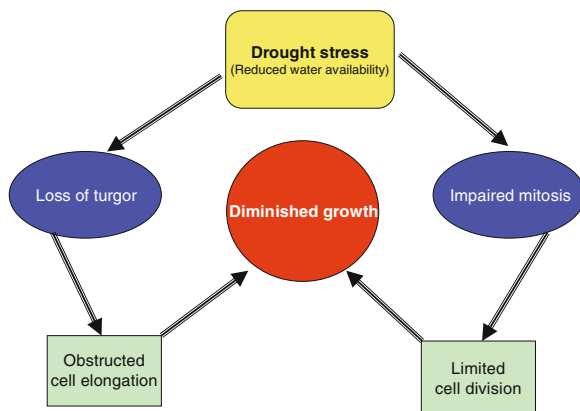 Drought stress
(Reduced water availability)
Loss of turgor
Diminished growth
Impaired mitosis
Obstructed
cell elongation
Limited
cell division